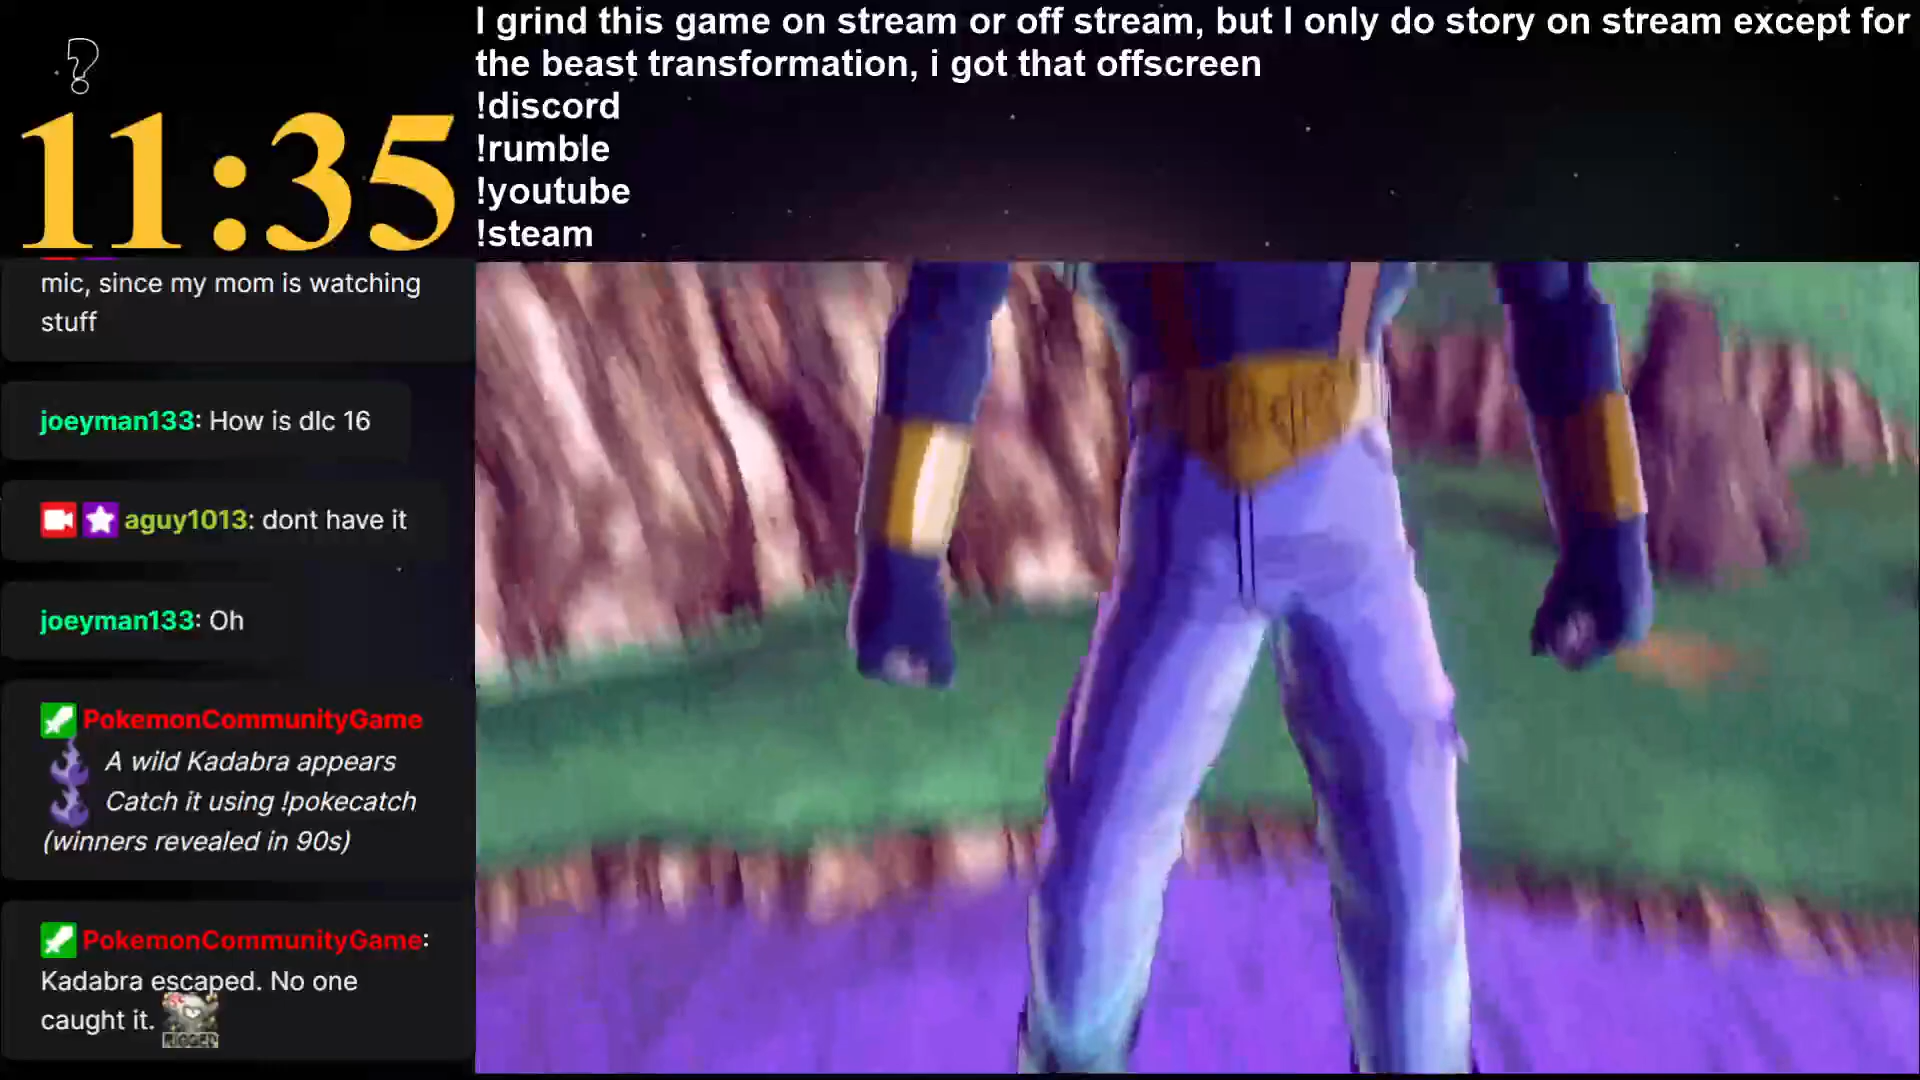 I grind this game on stream or off stream, but I only do story on stream except for
the beast transformation, i got that offscreen
!discord
!rumble
!youtube
!steam
?
11:35
mic, since my mom is watching
stuff
joeyman133: How is dlc 16
aguy1013: dont have it
joeyman133: Oh
PokemonCommunityGame
A wild Kadabra appears
Catch it using !pokecatch
(winners revealed in 90s)
PokemonCommunityGame:
Kadabra escaped. No one
caught it.
RIGGED